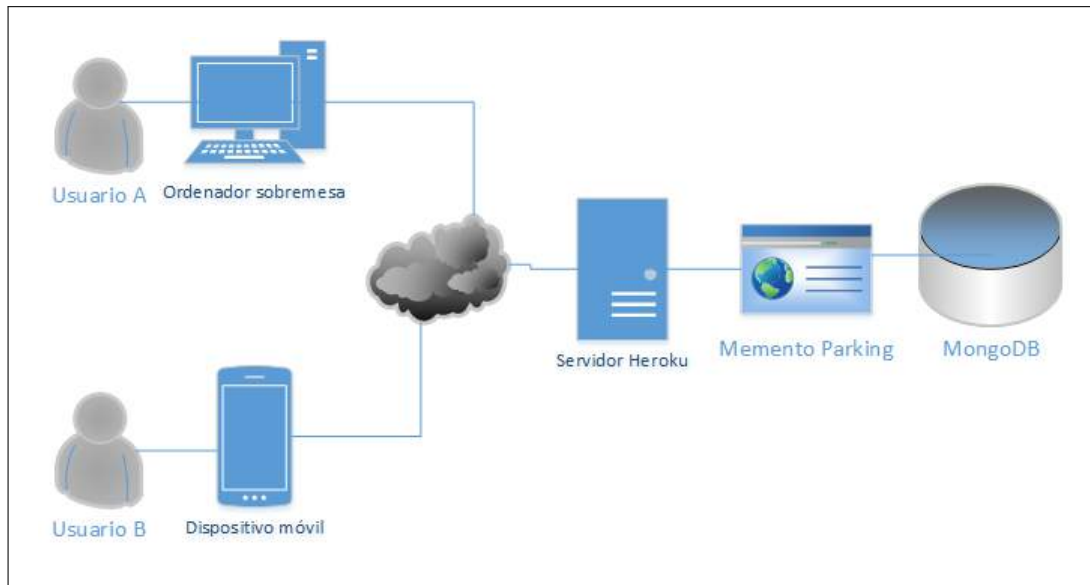 Usuario A
Ordenador sobremesa
Servidor Heroku
Memento Parking
MongoDB
Usuario B
Dispositivo móvil